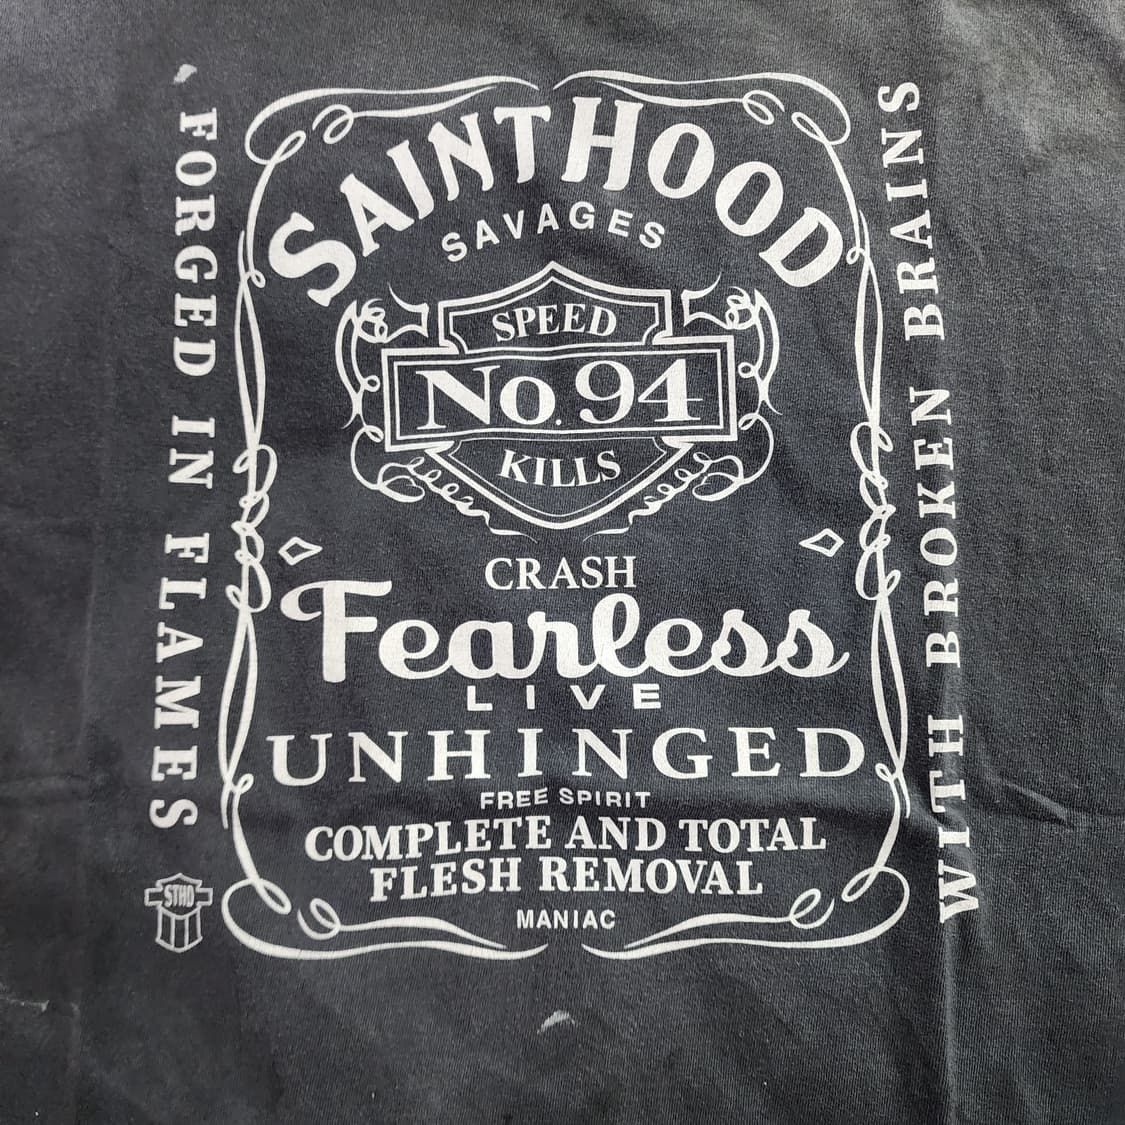 SAINTHOOD
SAVAGES
SPEED
No. 94
KILLS
CRASH
Fearless
LIVE
UNHINGED
FREE SPIRIT
COMPLETE AND TOTAL
FLESH REMOVAL
MANIAC
FORGED IN FLAMES
WITH BROKEN BRAINS
STHD